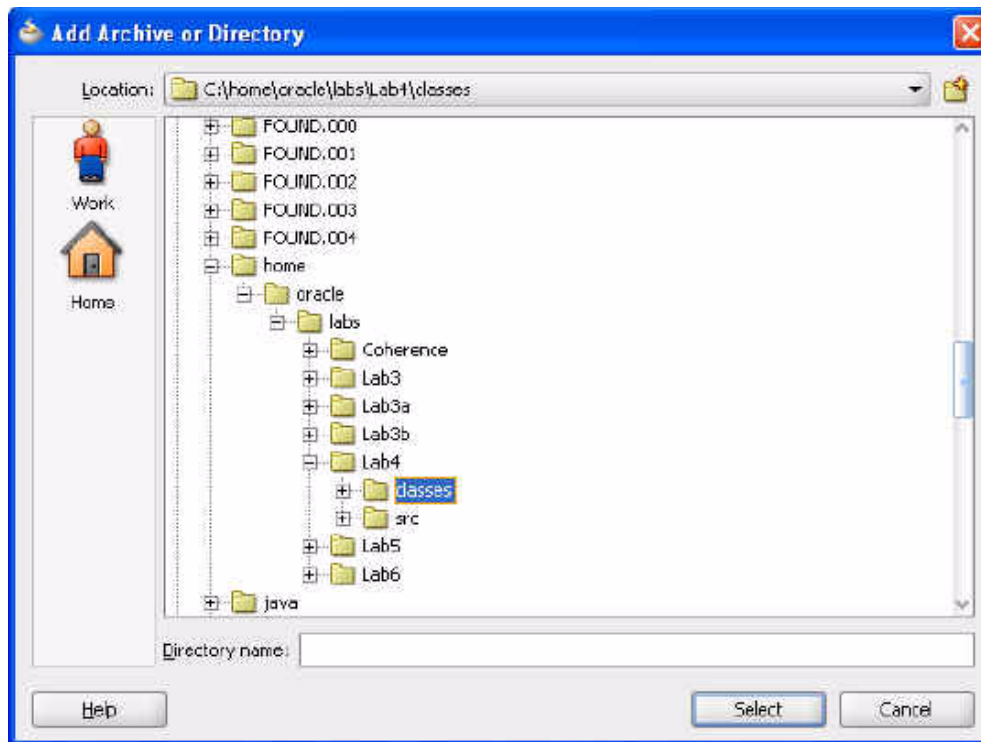 Add Archive or Directory
Location: C:\home\oracle\labs\Lab4\classes
Work
Home
FOUND.000
FOUND.001
FOUND.002
FOUND.003
FOUND.004
home
oracle
labs
Coherence
Lab3
Lab3a
Lab3b
Lab4
classes
src
Lab5
Lab6
java
Directory name:
Help
Select
Cancel